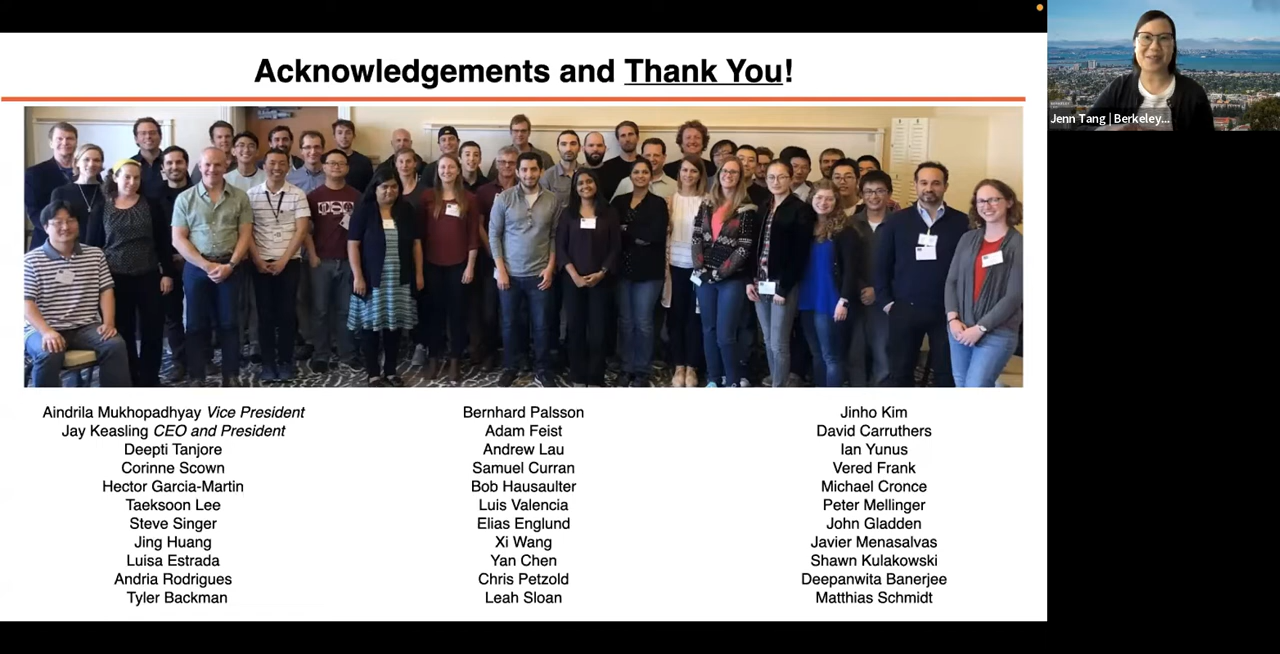 Acknowledgements and Thank You!
Jenn Tang | Berkeley...
Aindrila Mukhopadhyay Vice President
Jay Keasling CEO and President
Deepti Tanjore
Corinne Scown
Hector Garcia-Martin
Taeksoon Lee
Steve Singer
Jing Huang
Luisa Estrada
Andria Rodrigues
Tyler Backman
Bernhard Palsson
Adam Feist
Andrew Lau
Samuel Curran
Bob Hausaulter
Luis Valencia
Elias Englund
Xi Wang
Yan Chen
Chris Petzold
Leah Sloan
Jinho Kim
David Carruthers
Ian Yunus
Vered Frank
Michael Cronce
Peter Mellinger
John Gladden
Javier Menasalvas
Shawn Kulakowski
Deepanwita Banerjee
Matthias Schmidt